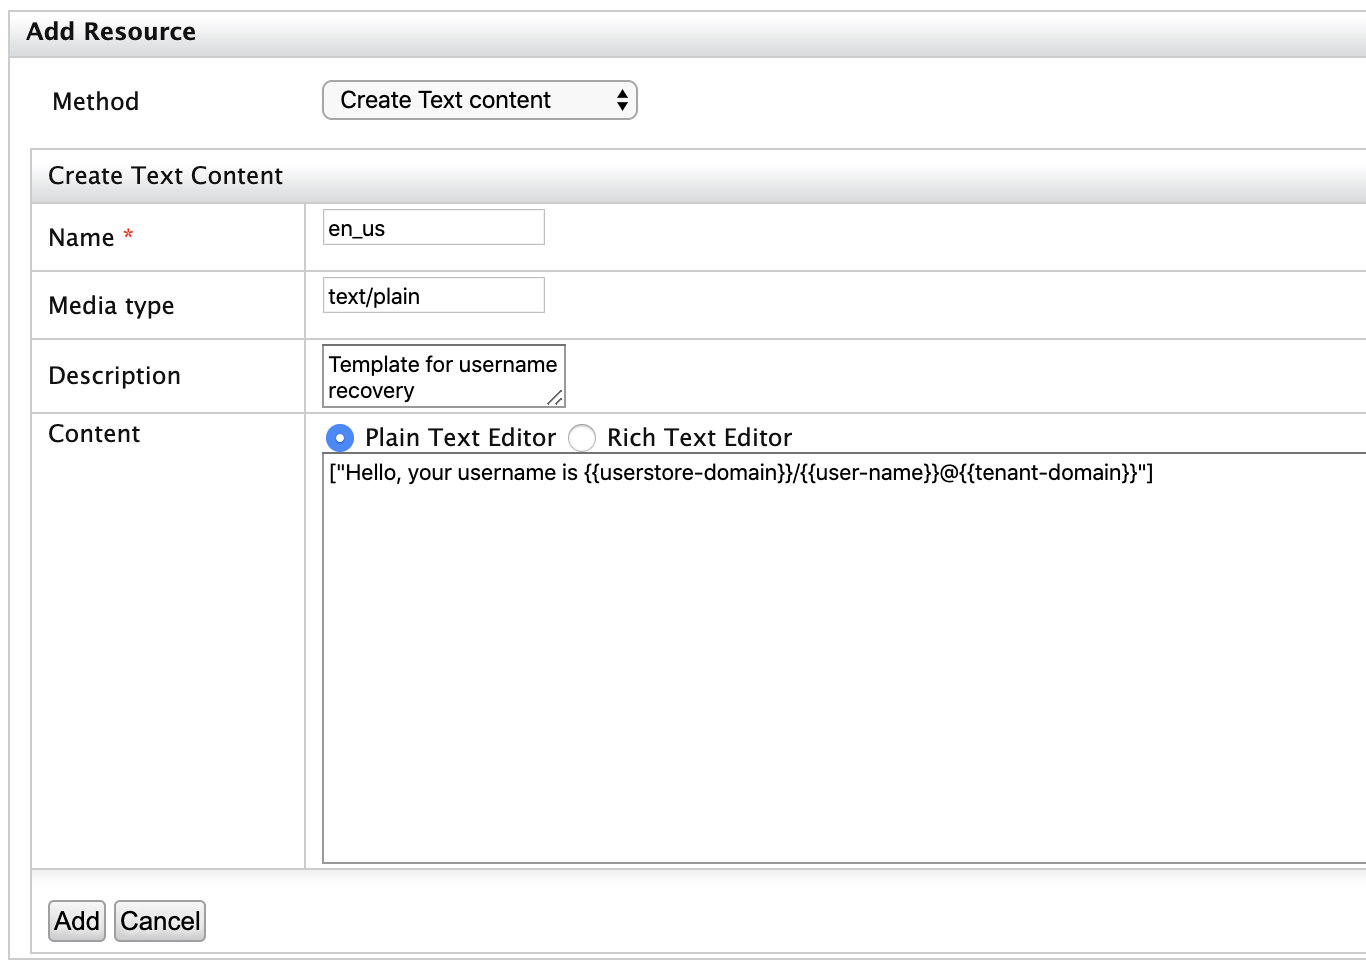 Add Resource
Method
Create Text content
Create Text Content
Name *
en_us
Media type
text/plain
Description
Template for username
recovery
Content
Plain Text Editor
Rich Text Editor
["Hello, your username is {{userstore-domain}}/{{user-name}}@{{tenant-domain}}"]
Add
Cancel